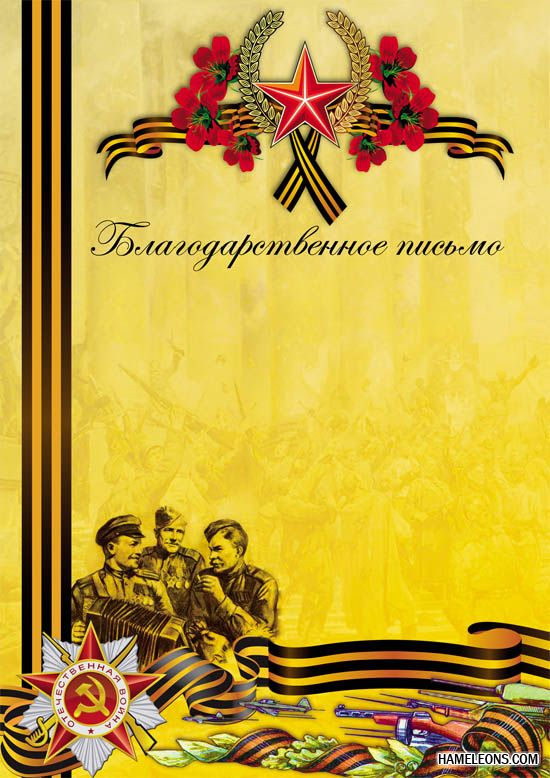 Благодарственное письмо
ОТЕЧЕСТВЕННАЯ ВОЙНА
HAMELEONS.COM